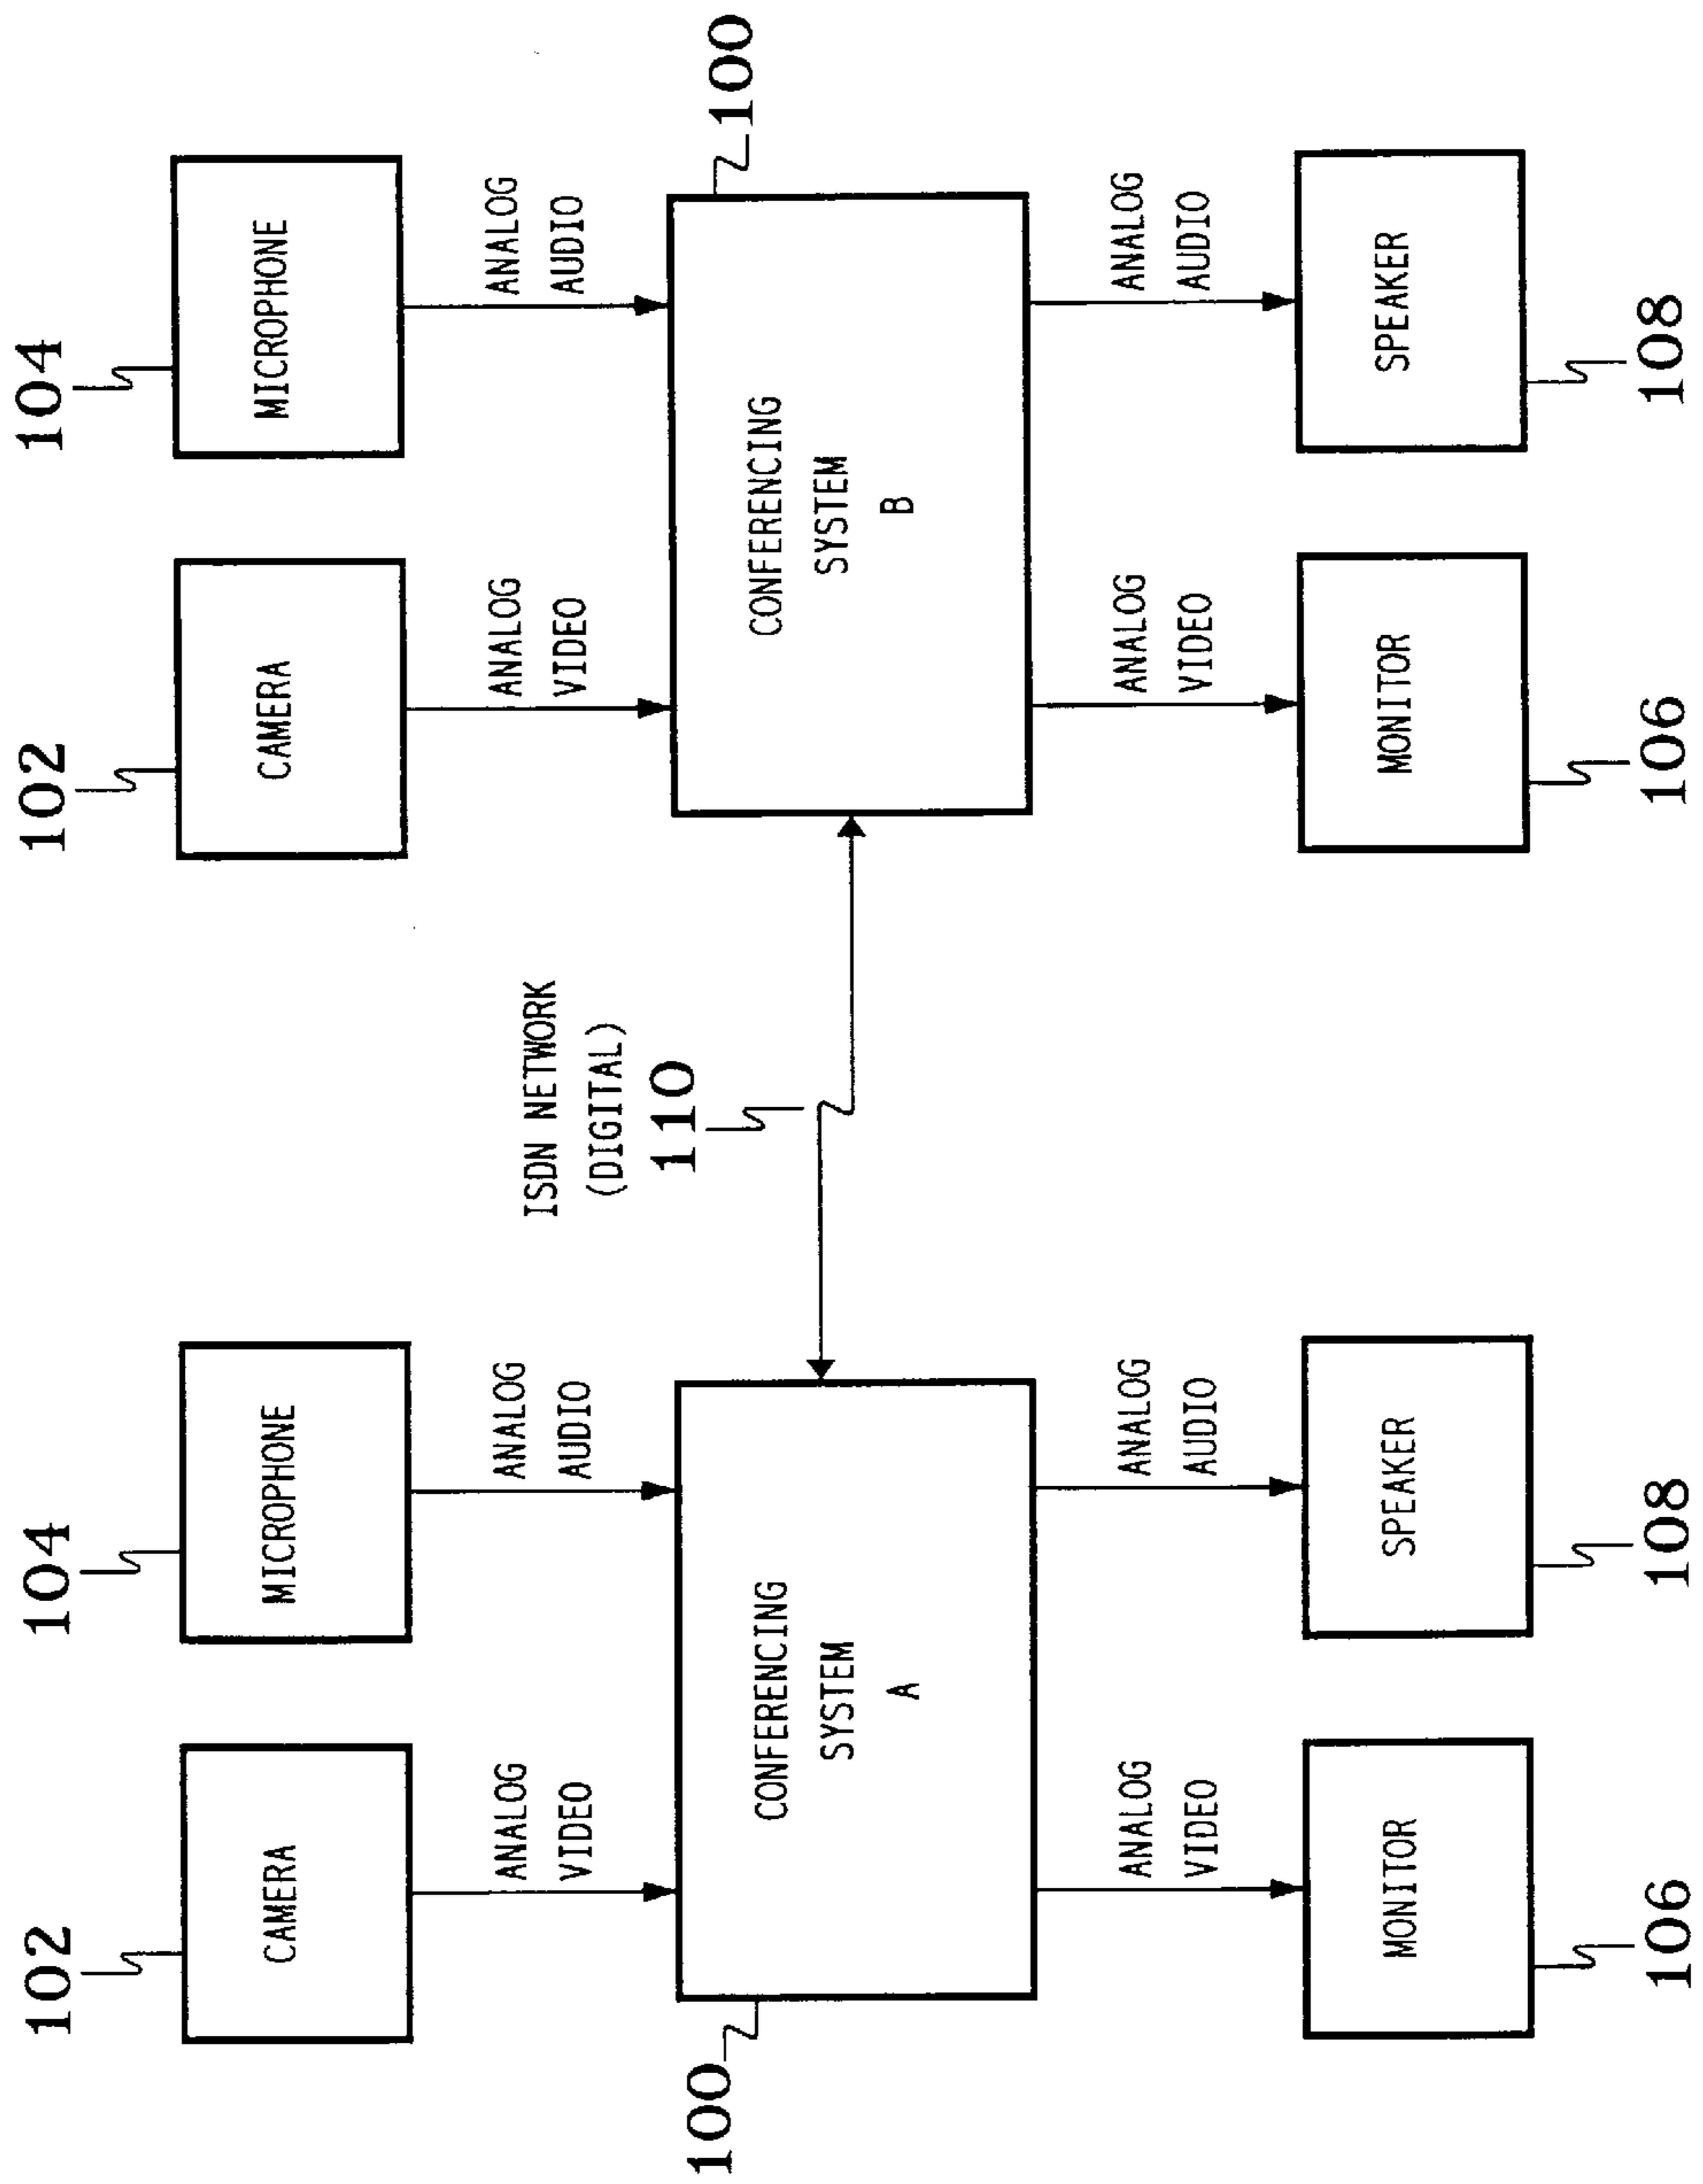 102
104
102
104
CAMERA
MICROPHONE
CAMERA
MICROPHONE
ANALOG
VIDEO
ANALOG
AUDIO
ANALOG
VIDEO
ANALOG
AUDIO
ISDN NETWORK
(DIGITAL)
110
100
100
CONFERENCING
SYSTEM
A
CONFERENCING
SYSTEM
B
ANALOG
VIDEO
ANALOG
AUDIO
ANALOG
VIDEO
ANALOG
AUDIO
MONITOR
SPEAKER
MONITOR
SPEAKER
106
108
106
108